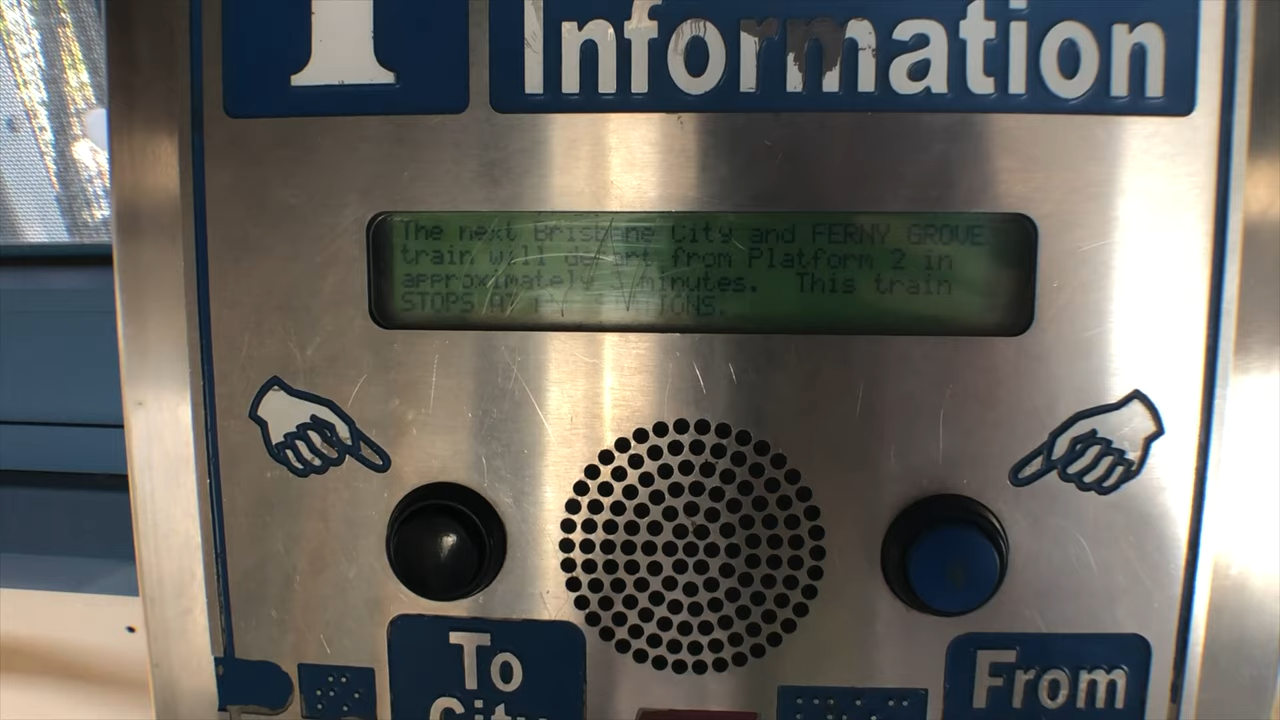 i Information
The next Brisbane City and FERNY GROVE
train will depart from Platform 2 in
approximately minutes. This train
STOPS AT
To
City
From